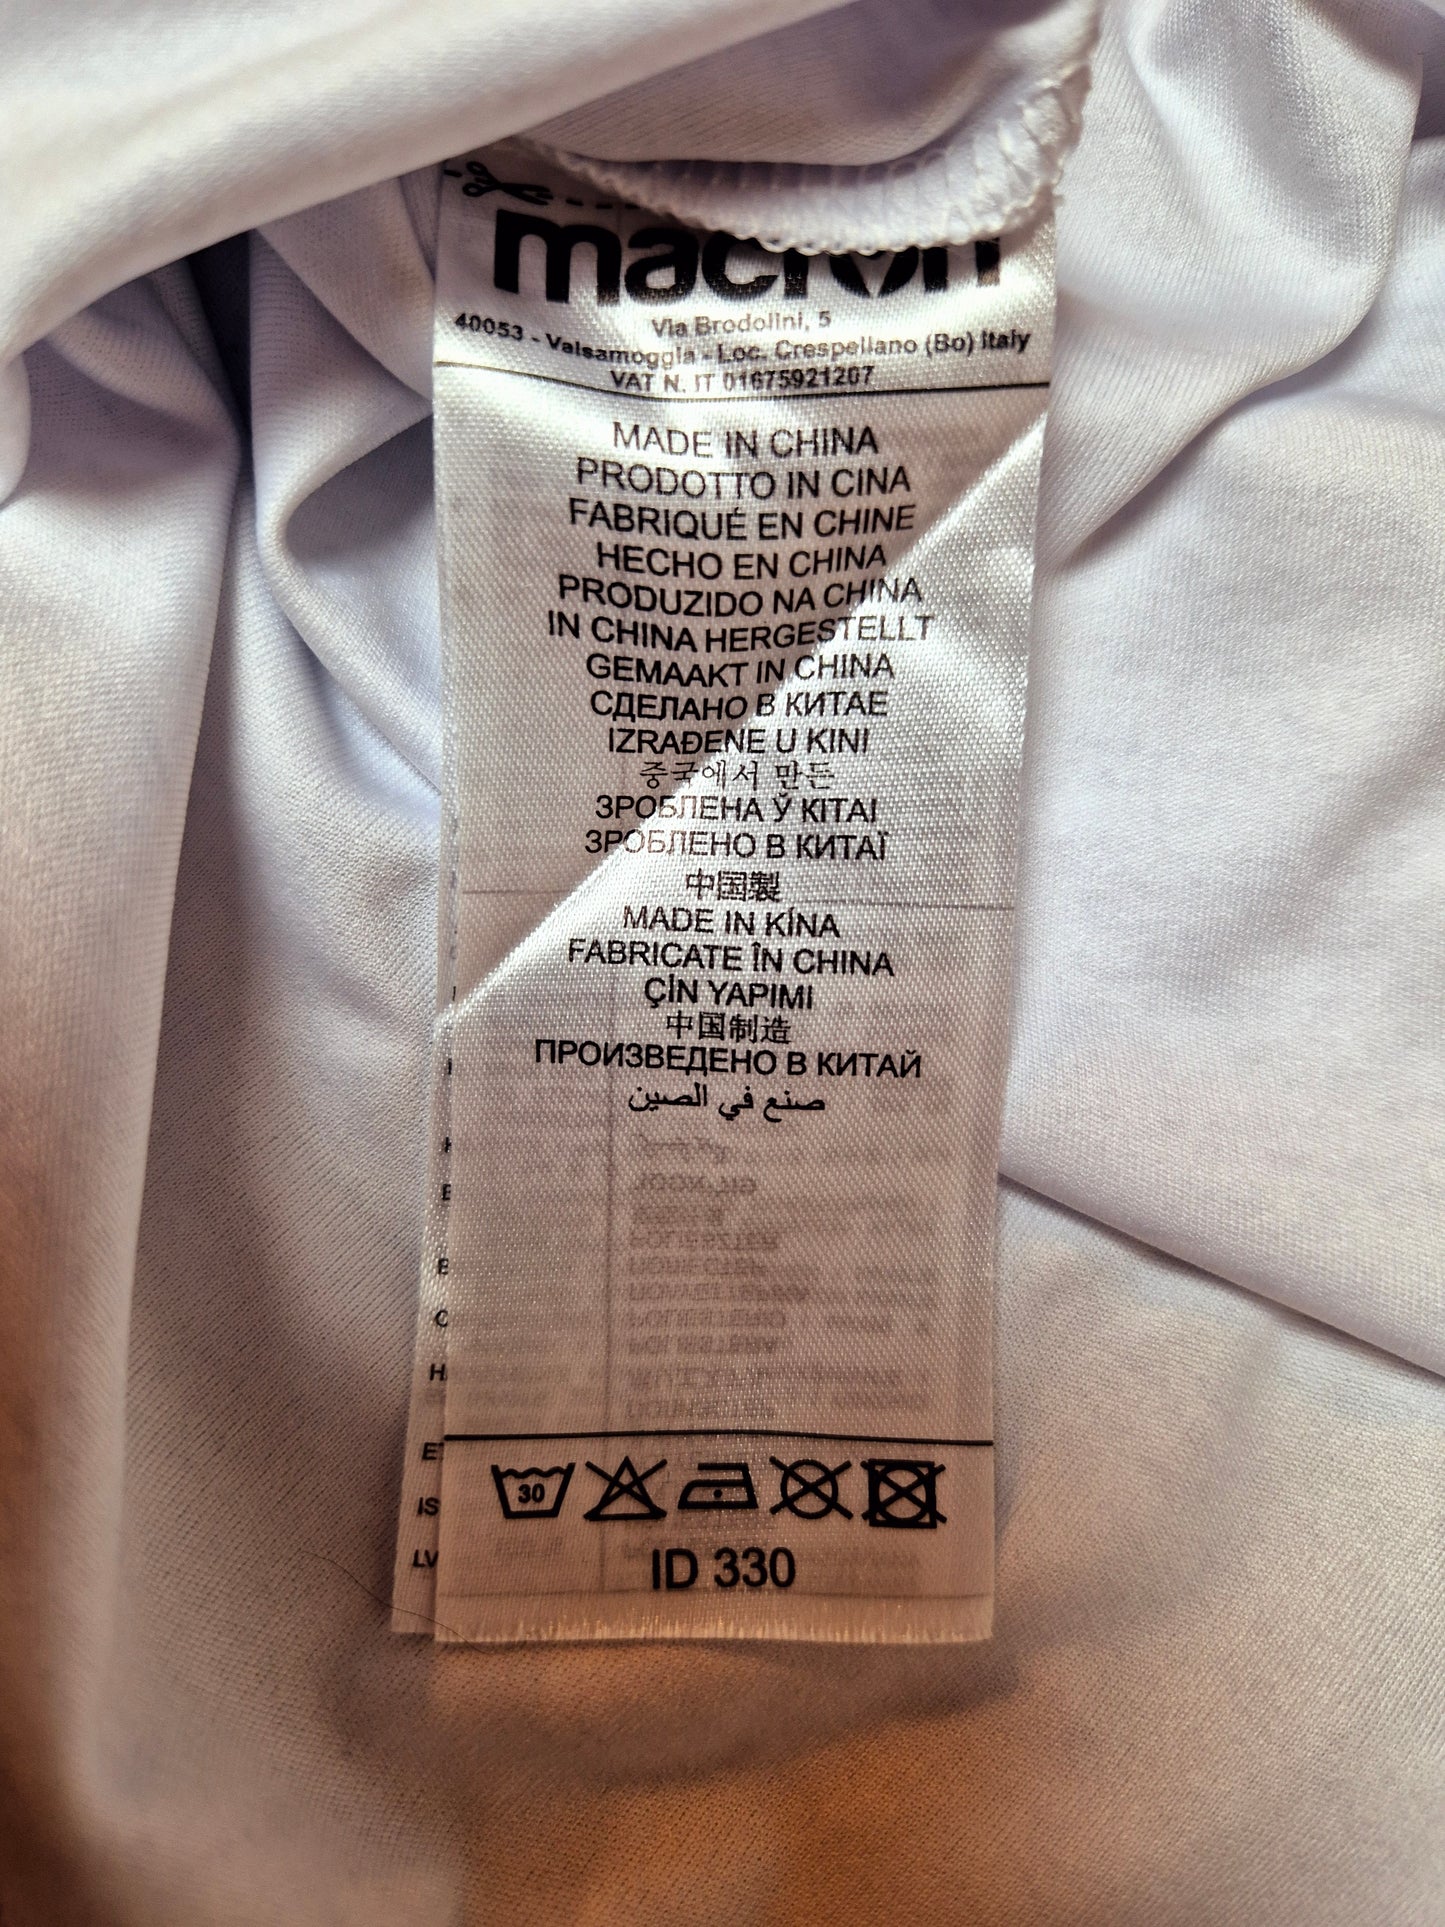 macron
Via Brodolini, 5
40053 - Valsamoggia - Loc. Crespellano (Bo) Italy
VAT N. IT 01675921207
MADE IN CHINA
PRODOTTO IN CINA
FABRIQUÉ EN CHINE
HECHO EN CHINA
PRODUZIDO NA CHINA
IN CHINA HERGESTELLT
GEMAAKT IN CHINA
СДЕЛАНО В КИТАЕ
IZRAĐENE U KINI
중국에서 만든
ЗРОБЛЕНА Ў КІТАІ
ЗРОБЛЕНО В КИТАЇ
中国製
MADE IN KÍNA
FABRICATE ÎN CHINA
ÇİN YAPIMI
中国制造
ПРОИЗВЕДЕНО В КИТАЙ
صنع في الصين
30
ID 330
IS
LV